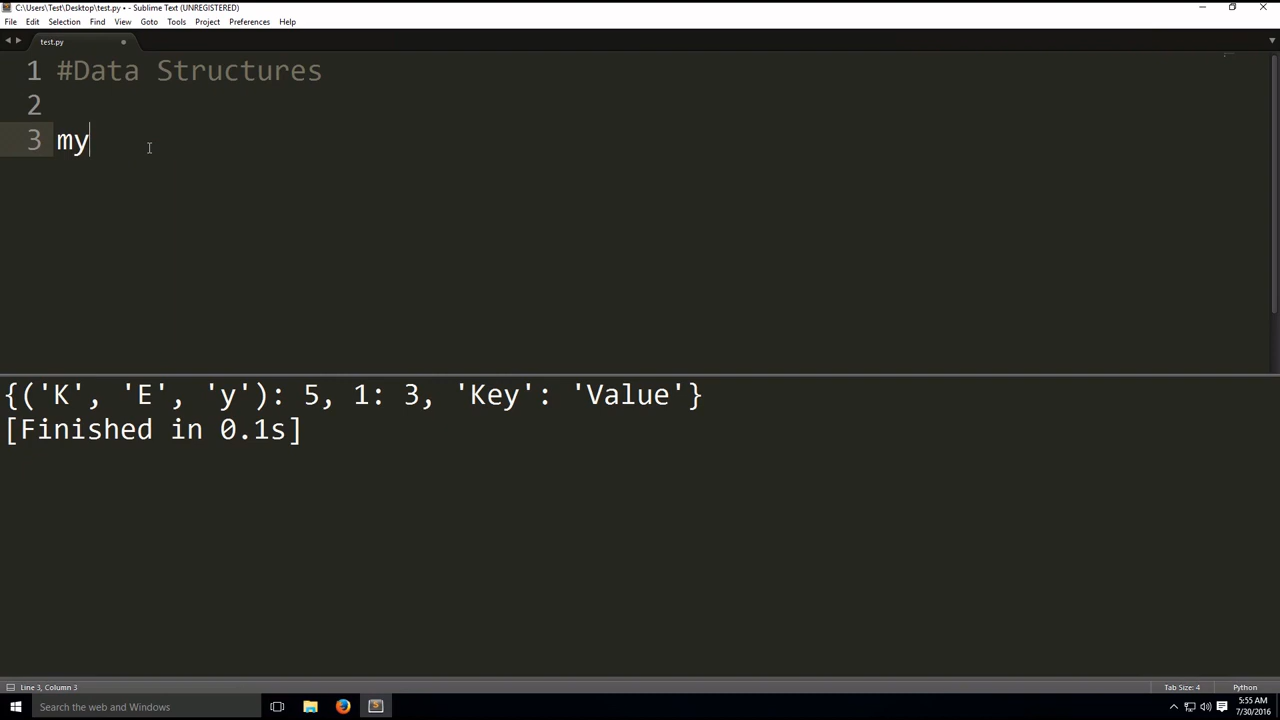 C:\Users\Test\Desktop\test.py • - Sublime Text (UNREGISTERED)
File Edit Selection Find View Goto Tools Project Preferences Help
test.py
1 #Data Structures
2
3 my
{('K', 'E', 'y'): 5, 1: 3, 'Key': 'Value'}
[Finished in 0.1s]
Line 3, Column 3 Tab Size: 4 Python
Search the web and Windows 5:55 AM
7/30/2016